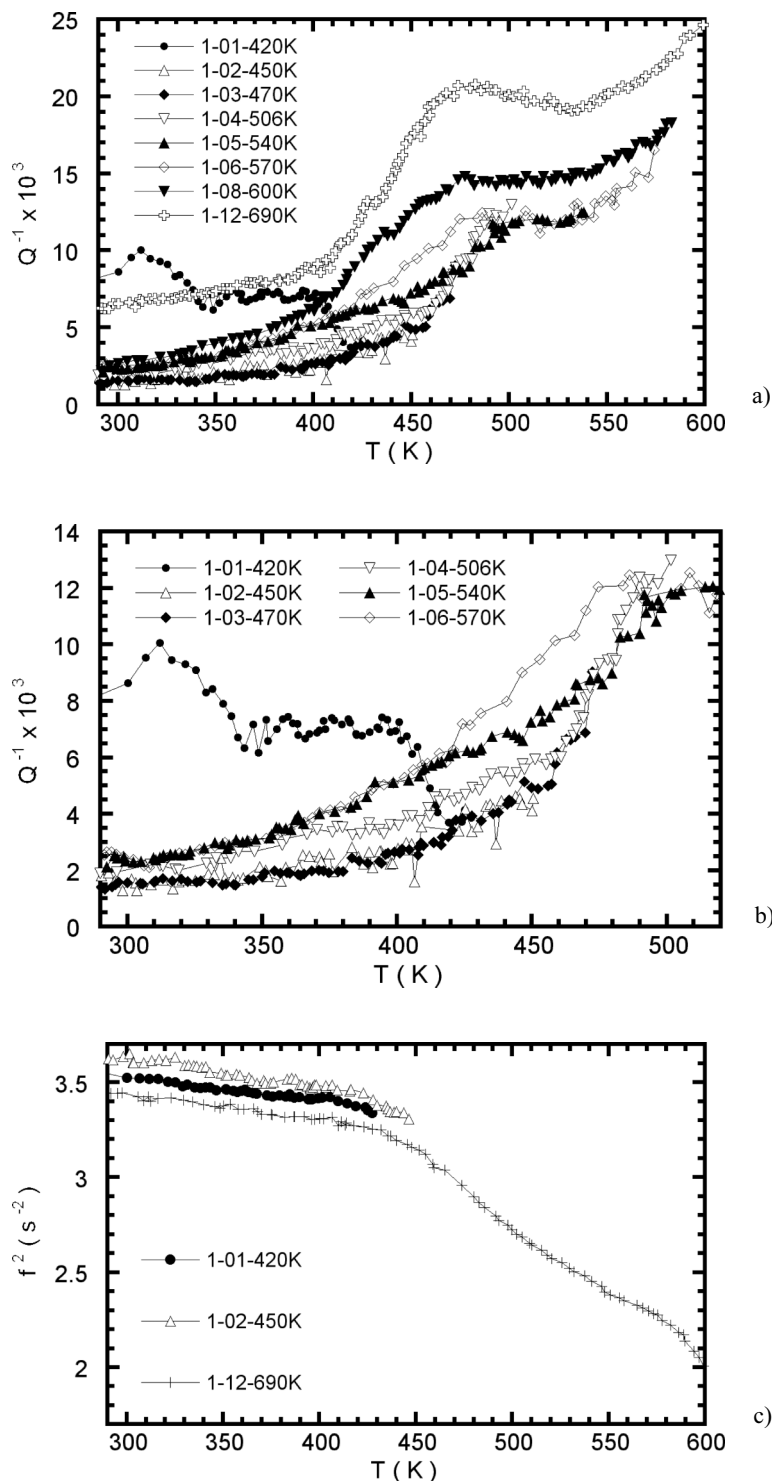 25
20
15
10
5
0
Q⁻¹ x 10³
1-01-420K
1-02-450K
1-03-470K
1-04-506K
1-05-540K
1-06-570K
1-08-600K
1-12-690K
300 350 400 450 500 550 600
T ( K )
a)
14
12
10
8
6
4
2
0
Q⁻¹ x 10³
1-01-420K 1-04-506K
1-02-450K 1-05-540K
1-03-470K 1-06-570K
300 350 400 450 500
T ( K )
b)
3.5
3
2.5
2
f ² ( s⁻² )
1-01-420K
1-02-450K
1-12-690K
300 350 400 450 500 550 600
T ( K )
c)